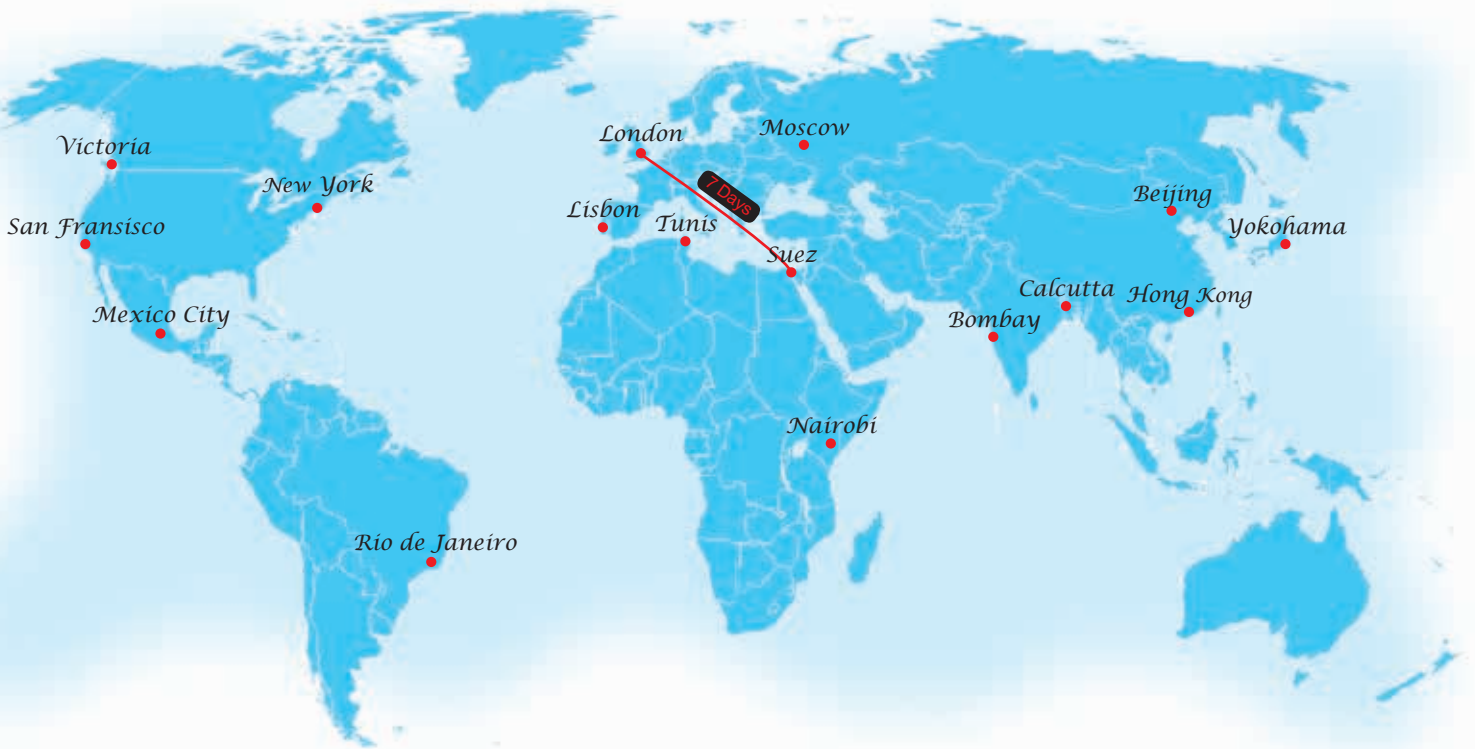 London
Moscow
Victoria
New York
7 Days
Beijing
Lisbon
Tunis
San Fransisco
Yokohama
Suez
Calcutta
Hong Kong
Mexico City
Bombay
Nairobi
Rio de Janeiro